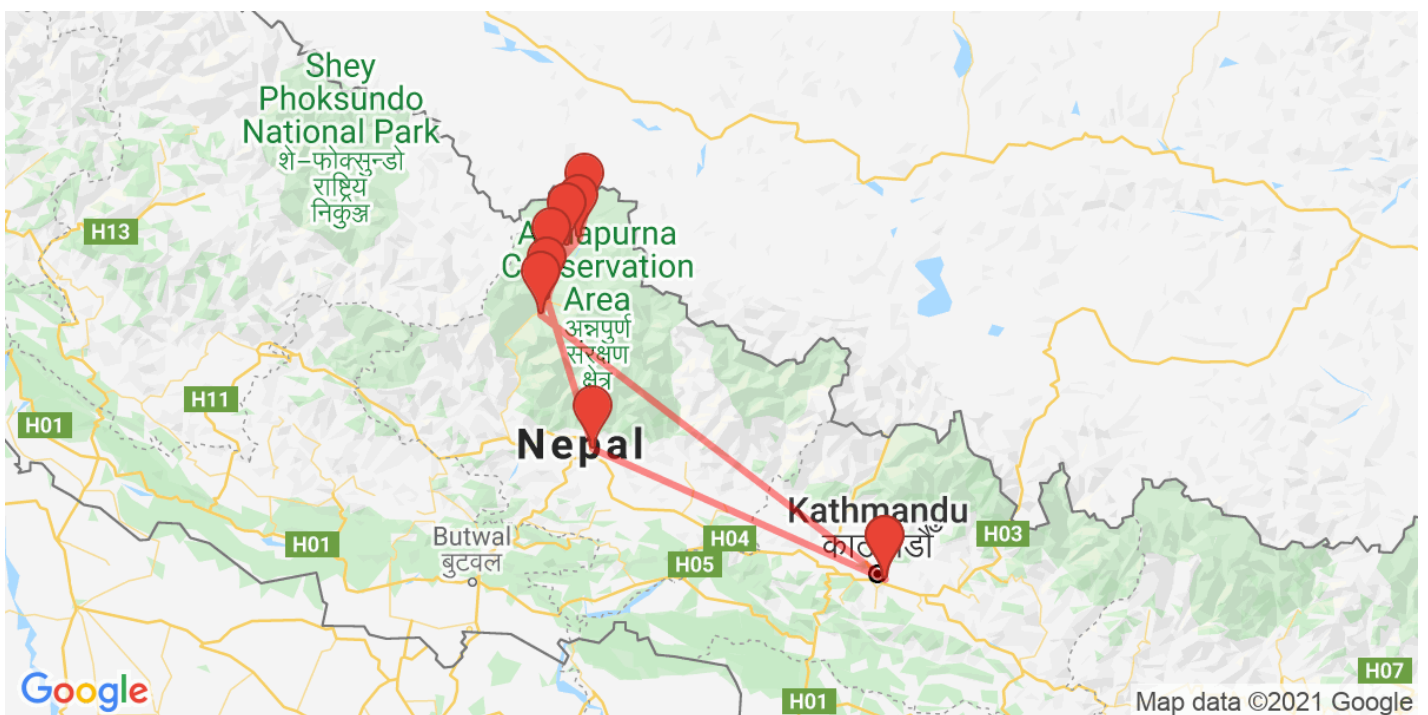 Shey
Phoksundo
National Park
शे-फोक्सुन्डो
राष्ट्रिय
निकुञ्ज
H13
Conservation
Area
अन्नपुर्ण
संरक्षण
क्षेत्र
H11
H01
Nepal
Kathmandu
H03
H01
Butwal
बुटवल
H04
H05
H07
H01
Google
Map data ©2021 Google